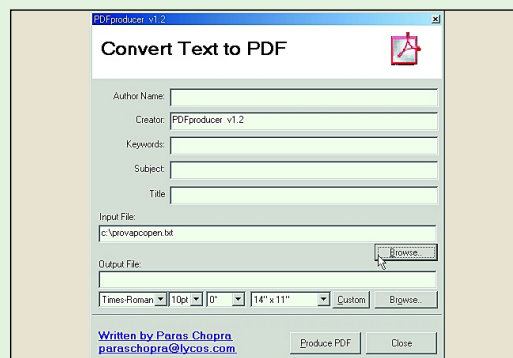 PDFproducer v1.2
Convert Text to PDF
Author Name:
Creator: PDFproducer v1.2
Keywords:
Subject:
Title
Input File:
c:\provapcopen.txt
Browse..
Output File:
Times-Roman 10pt 0° 14" x 11" Custom Browse..
Written by Paras Chopra
paraschopra@lycos.com
Produce PDF Close